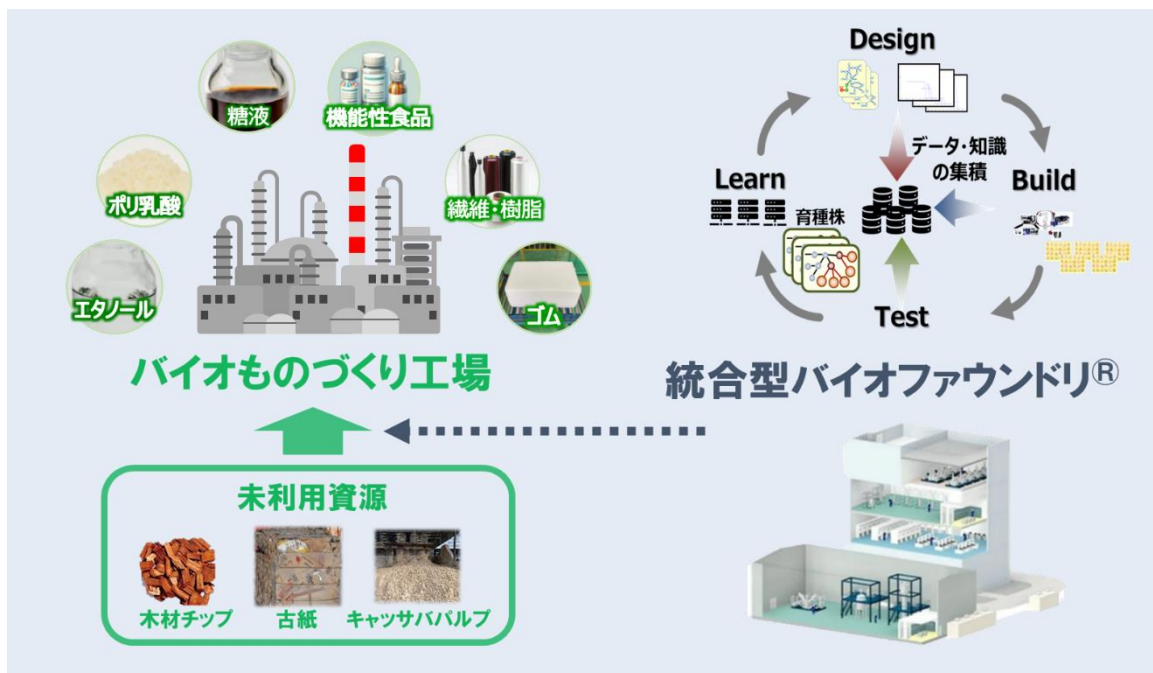 糖液
機能性食品
ポリ乳酸
繊維・樹脂
エタノール
ゴム
バイオものづくり工場
未利用資源
木材チップ
古紙
キャッサバパルプ
Design
データ・知識
の集積
Learn
Build
育種株
Test
統合型バイオファウンドリ®